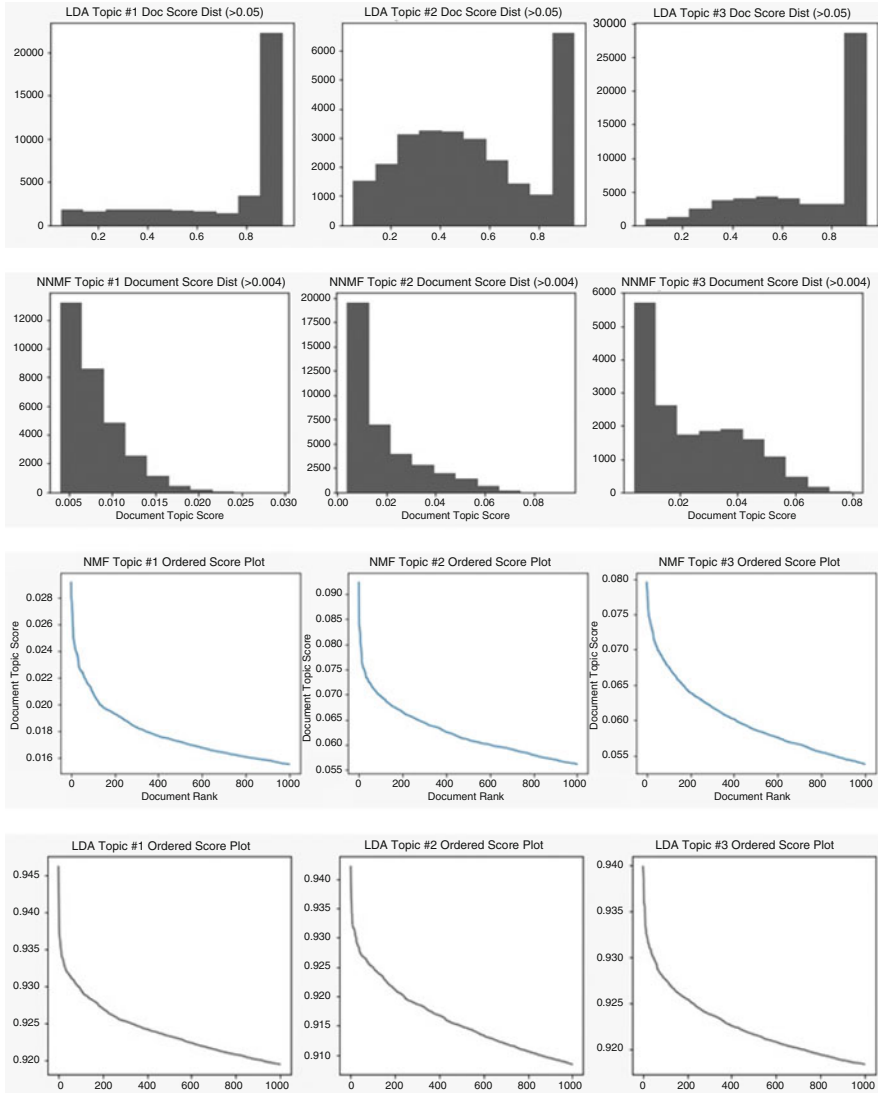 LDA Topic #1 Doc Score Dist (>0.05)
20000
15000
10000
5000
0
0.2 0.4 0.6 0.8
LDA Topic #2 Doc Score Dist (>0.05)
6000
5000
4000
3000
2000
1000
0
0.2 0.4 0.6 0.8
LDA Topic #3 Doc Score Dist (>0.05)
30000
25000
20000
15000
10000
5000
0
0.2 0.4 0.6 0.8
NNMF Topic #1 Document Score Dist (>0.004)
12000
10000
8000
6000
4000
2000
0
0.005 0.010 0.015 0.020 0.025 0.030
Document Topic Score
NNMF Topic #2 Document Score Dist (>0.004)
20000
17500
15000
12500
10000
7500
5000
2500
0
0.00 0.02 0.04 0.06 0.08
Document Topic Score
NNMF Topic #3 Document Score Dist (>0.004)
6000
5000
4000
3000
2000
1000
0
0.02 0.04 0.06 0.08
Document Topic Score
NMF Topic #1 Ordered Score Plot
Document Topic Score
0.028
0.026
0.024
0.022
0.020
0.018
0.016
0 200 400 600 800 1000
Document Rank
NMF Topic #2 Ordered Score Plot
Document Topic Score
0.090
0.085
0.080
0.075
0.070
0.065
0.060
0.055
0 200 400 600 800 1000
Document Rank
NMF Topic #3 Ordered Score Plot
Document Topic Score
0.080
0.075
0.070
0.065
0.060
0.055
0 200 400 600 800 1000
Document Rank
LDA Topic #1 Ordered Score Plot
0.945
0.940
0.935
0.930
0.925
0.920
0 200 400 600 800 1000
LDA Topic #2 Ordered Score Plot
0.940
0.935
0.930
0.925
0.920
0.915
0.910
0 200 400 600 800 1000
LDA Topic #3 Ordered Score Plot
0.940
0.935
0.930
0.925
0.920
0 200 400 600 800 1000